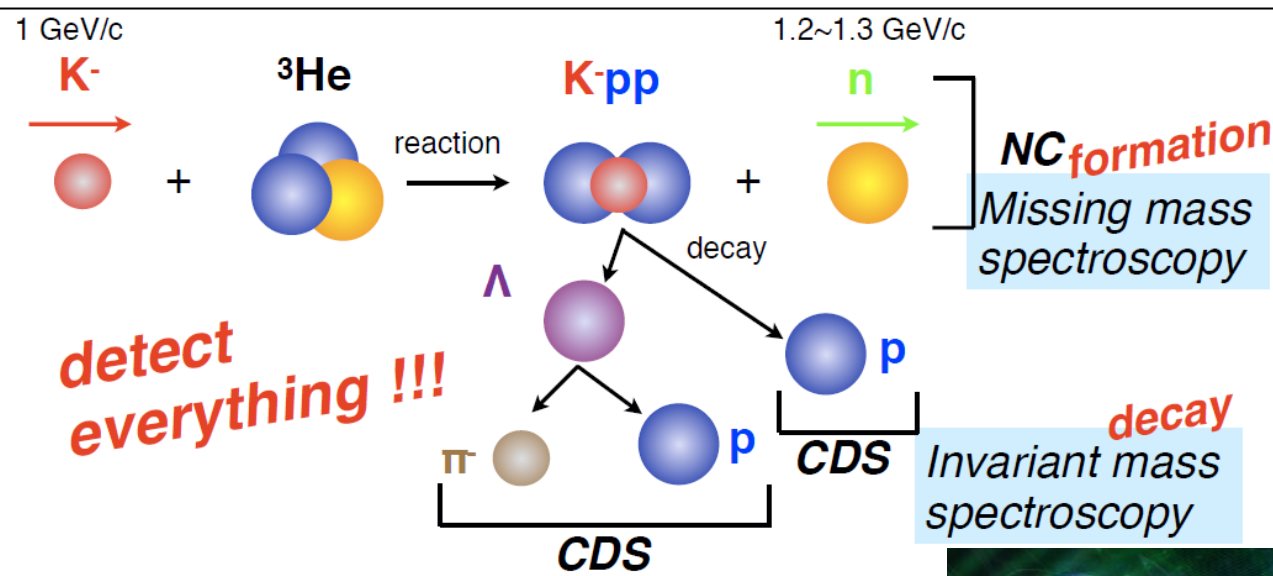 1 GeV/c
1.2~1.3 GeV/c
K-
³He
K-pp
n
reaction
+
+
NC
formation
Missing mass
spectroscopy
decay
Λ
p
detect
everything !!!
π-
p
CDS
decay
Invariant mass
spectroscopy
CDS